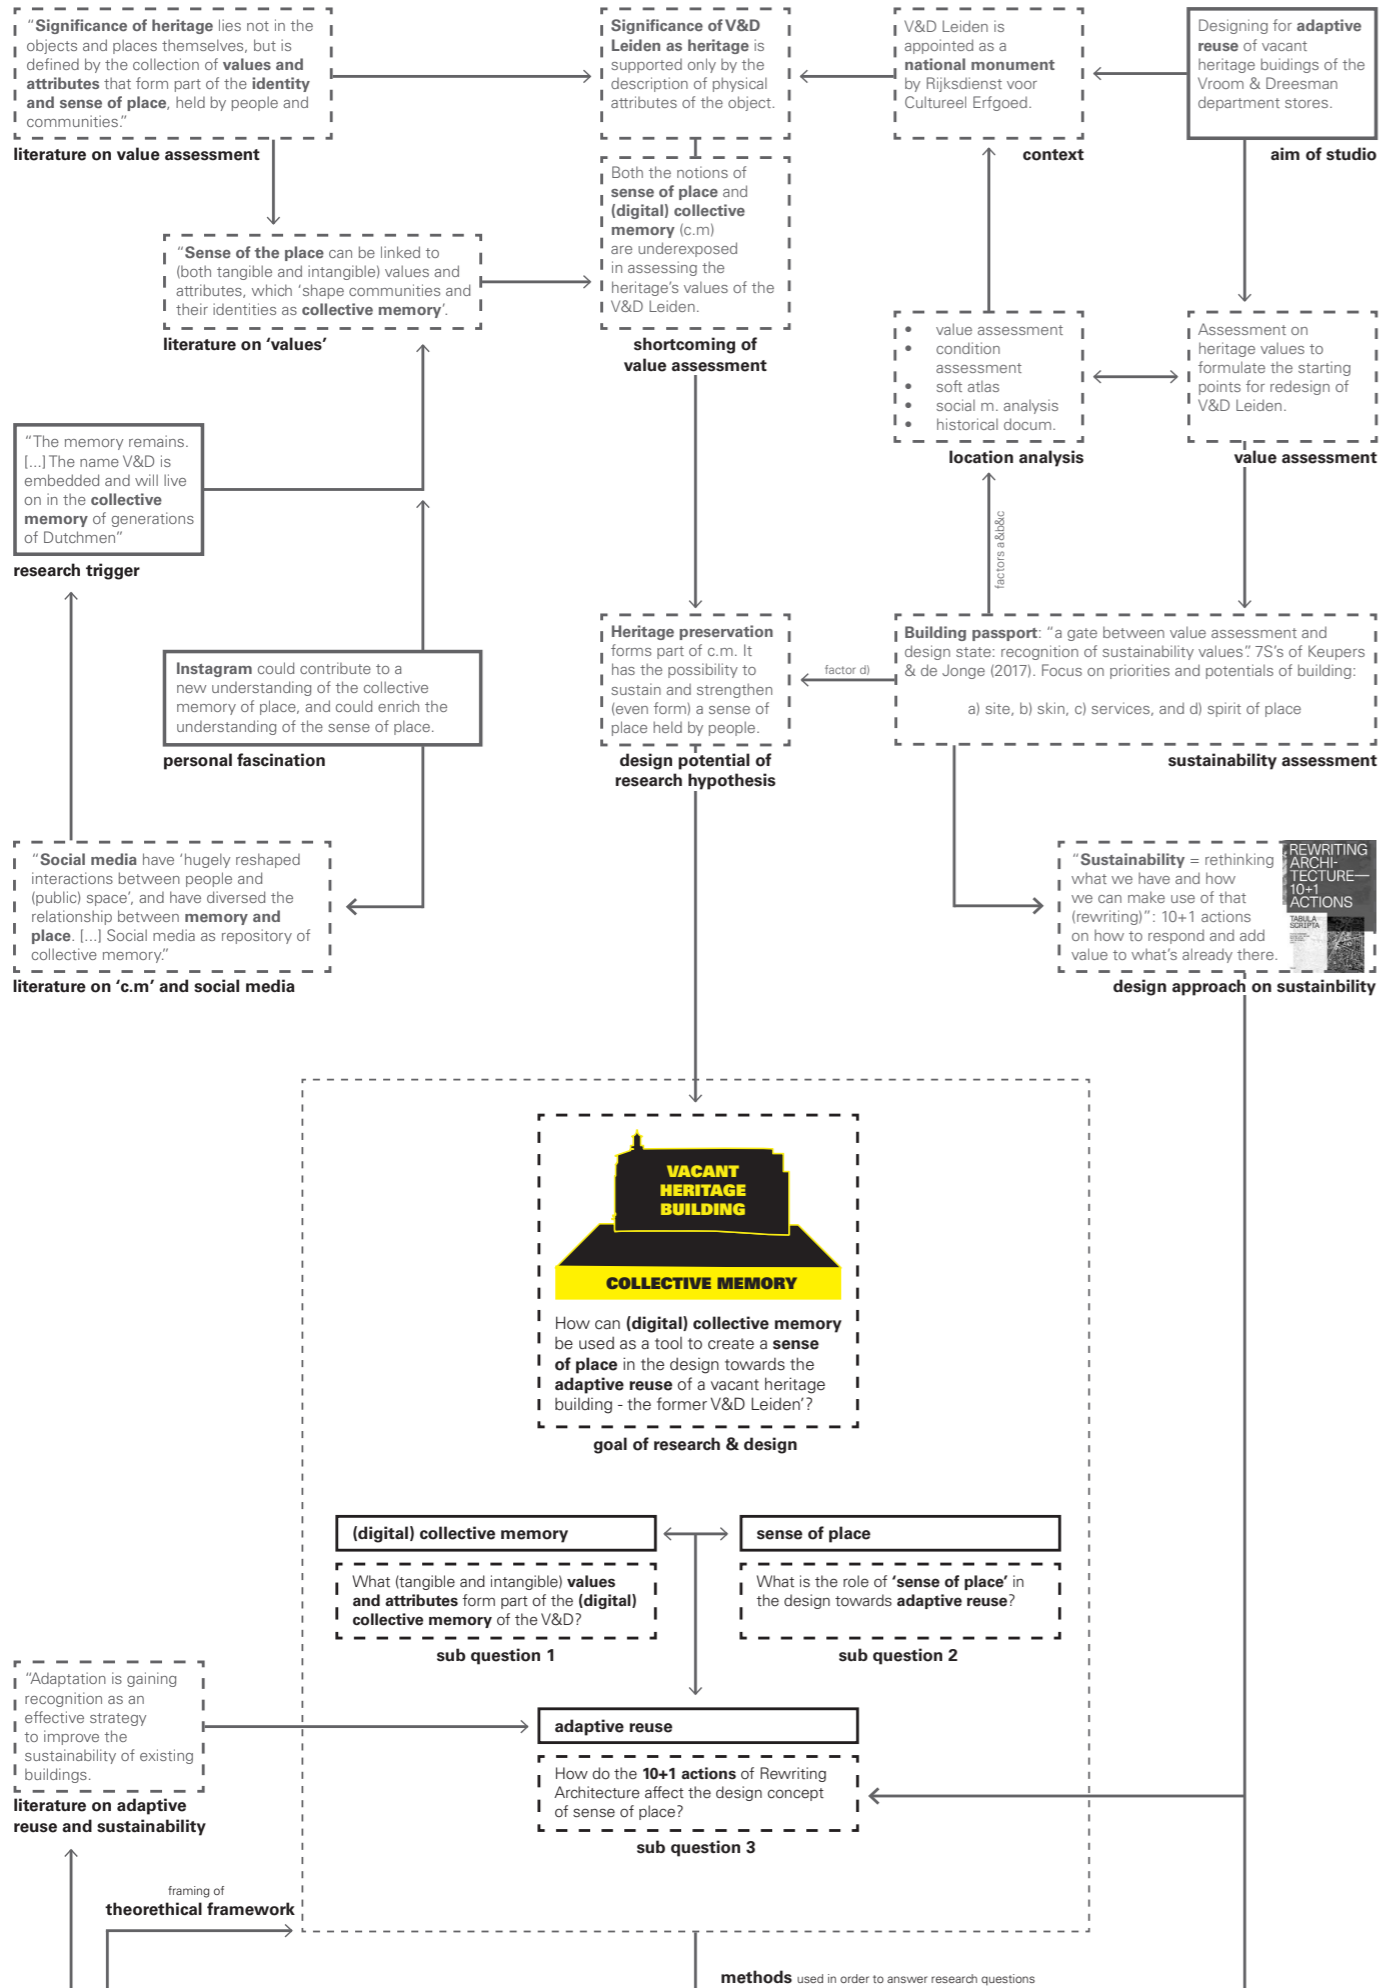 “Significance of heritage lies not in the
objects and places themselves, but is
defined by the collection of values and
attributes that form part of the identity
and sense of place, held by people and
communities.”
literature on value assessment
Significance of V&D
Leiden as heritage is
supported only by the
description of physical
attributes of the object.
V&D Leiden is
appointed as a
national monument
by Rijksdienst voor
Cultureel Erfgoed.
context
Designing for adaptive
reuse of vacant
heritage buidings of the
Vroom & Dreesman
department stores.
aim of studio
Both the notions of
sense of place and
(digital) collective
memory (c.m)
are underexposed
in assessing the
heritage’s values of the
V&D Leiden.
shortcoming of
value assessment
“Sense of the place can be linked to
(both tangible and intangible) values and
attributes, which ‘shape communities and
their identities as collective memory’.
literature on ‘values’
• value assessment
• condition
assessment
• soft atlas
• social m. analysis
• historical docum.
location analysis
Assessment on
heritage values to
formulate the starting
points for redesign of
V&D Leiden.
value assessment
“The memory remains.
[...] The name V&D is
embedded and will live
on in the collective
memory of generations
of Dutchmen”
research trigger
factors a&b&c
Instagram could contribute to a
new understanding of the collective
memory of place, and could enrich the
understanding of the sense of place.
personal fascination
Heritage preservation
forms part of c.m. It
has the possibility to
sustain and strengthen
(even form) a sense of
place held by people.
design potential of
research hypothesis
factor d)
Building passport: “a gate between value assessment and
design state: recognition of sustainability values”. 7S’s of Keupers
& de Jonge (2017). Focus on priorities and potentials of building:
a) site, b) skin, c) services, and d) spirit of place
sustainability assessment
“Social media have ‘hugely reshaped
interactions between people and
(public) space’, and have diversed the
relationship between memory and
place. [...] Social media as repository of
collective memory.”
literature on ‘c.m’ and social media
“Sustainability = rethinking
what we have and how
we can make use of that
(rewriting)”: 10+1 actions
on how to respond and add
value to what’s already there.
REWRITING
ARCHI-
TECTURE—
10+1
ACTIONS
TABULA
SCRIPTA
design approach on sustainbility
VACANT
HERITAGE
BUILDING
COLLECTIVE MEMORY
How can (digital) collective memory
be used as a tool to create a sense
of place in the design towards the
adaptive reuse of a vacant heritage
building - the former V&D Leiden’?
goal of research & design
(digital) collective memory
sense of place
What (tangible and intangible) values
and attributes form part of the (digital)
collective memory of the V&D?
sub question 1
What is the role of ‘sense of place’ in
the design towards adaptive reuse?
sub question 2
“Adaptation is gaining
recognition as an
effective strategy
to improve the
sustainability of existing
buildings.
literature on adaptive
reuse and sustainability
adaptive reuse
How do the 10+1 actions of Rewriting
Architecture affect the design concept
of sense of place?
sub question 3
framing of
theorethical framework
methods used in order to answer research questions